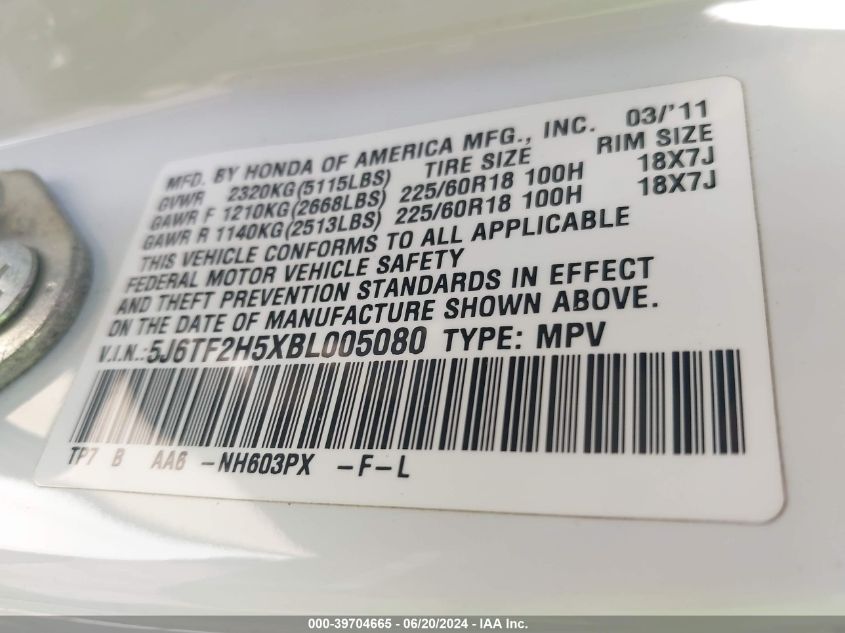 MFD. BY HONDA OF AMERICA MFG., INC. 03/'11
GVWR 2320KG(5115LBS) TIRE SIZE RIM SIZE
GAWR F 1210KG(2668LBS) 225/60R18 100H 18X7J
GAWR R 1140KG(2513LBS) 225/60R18 100H 18X7J
THIS VEHICLE CONFORMS TO ALL APPLICABLE
FEDERAL MOTOR VEHICLE SAFETY
AND THEFT PREVENTION STANDARDS IN EFFECT
ON THE DATE OF MANUFACTURE SHOWN ABOVE.
V.I.N.:5J6TF2H5XBL005080 TYPE: MPV
TP7 B AA6 -NH603PX -F-L
000-39704665 - 06/20/2024 - IAA Inc.